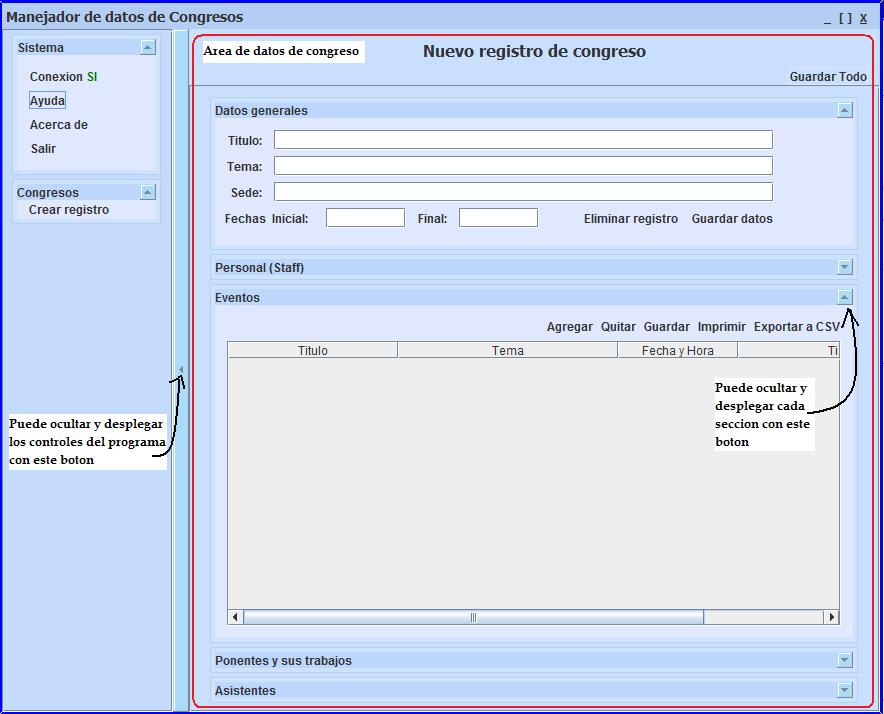 Manejador de datos de Congresos
_ [ ] X
Sistema
Conexion SI
Ayuda
Acerca de
Salir
Congresos
Crear registro
Puede ocultar y desplegar
los controles del programa
con este boton
Area de datos de congreso
Nuevo registro de congreso
Guardar Todo
Datos generales
Titulo:
Tema:
Sede:
Fechas Inicial: Final: Eliminar registro Guardar datos
Personal (Staff)
Eventos
Agregar Quitar Guardar Imprimir Exportar a CSV
Titulo Tema Fecha y Hora Ti
Puede ocultar y
desplegar cada
seccion con este
boton
Ponentes y sus trabajos
Asistentes